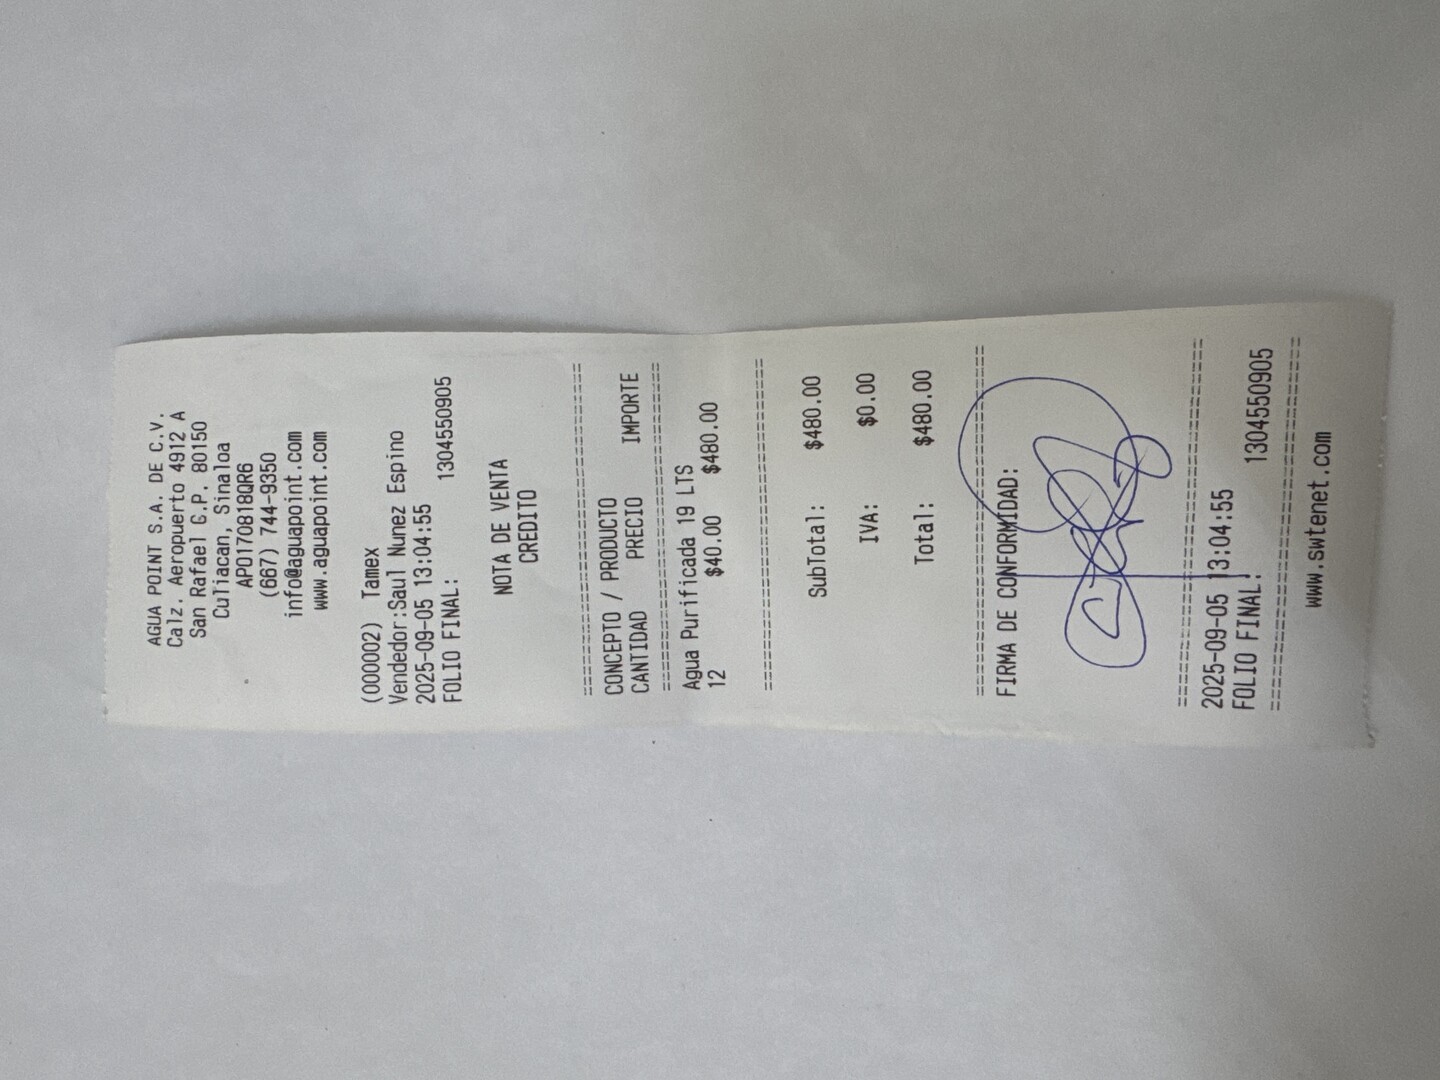 AGUA POINT S.A. DE C.V.
Calz. Aeropuerto 4912 A
San Rafael C.P. 80150
Culiacan, Sinaloa
APO170818QR6
(667) 744-9350
info@aguapoint.com
www.aguapoint.com
(000002) Tamex
Vendedor:Saul Nunez Espino
2025-09-05 13:04:55
FOLIO FINAL: 1304550905
NOTA DE VENTA
CREDITO
==============================
CONCEPTO / PRODUCTO
CANTIDAD PRECIO IMPORTE
==============================
Agua Purificada 19 LTS
12 $40.00 $480.00
==============================
SubTotal: $480.00
IVA: $0.00
Total: $480.00
==============================
FIRMA DE CONFORMIDAD:
==============================
2025-09-05 13:04:55
FOLIO FINAL: 1304550905
==============================
www.swtenet.com